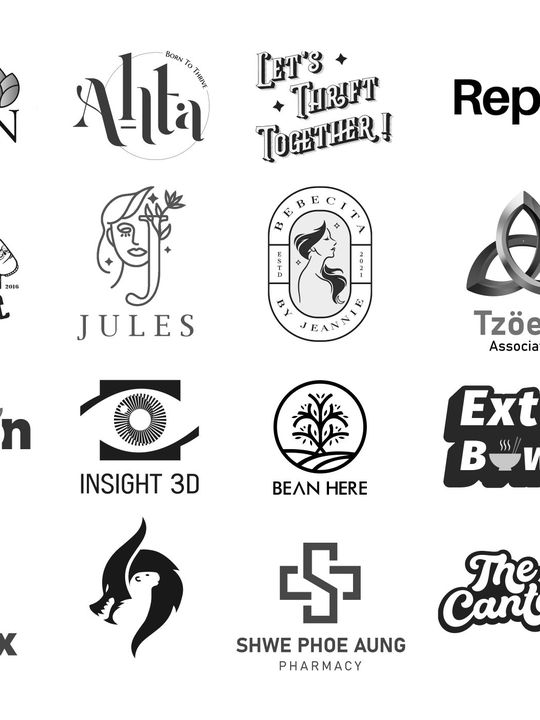 N
BORN TO THRIVE
Ahta
LET'S
THRIFT
TOGETHER!
Rep
2016
t
JULES
BEBECITA
ESTD
2021
BY JEANNIE
Tzöe
Associat
n
INSIGHT 3D
BEAN HERE
Ext
Bow
x
SHWE PHOE AUNG
PHARMACY
The
Cant